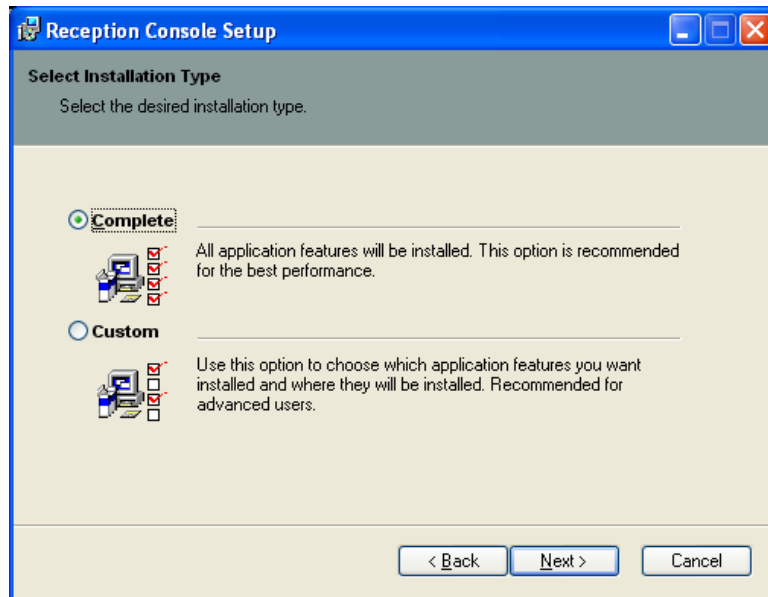 Reception Console Setup
Select Installation Type
Select the desired installation type.
Complete
All application features will be installed. This option is recommended
for the best performance.
Custom
Use this option to choose which application features you want
installed and where they will be installed. Recommended for
advanced users.
< Back
Next >
Cancel